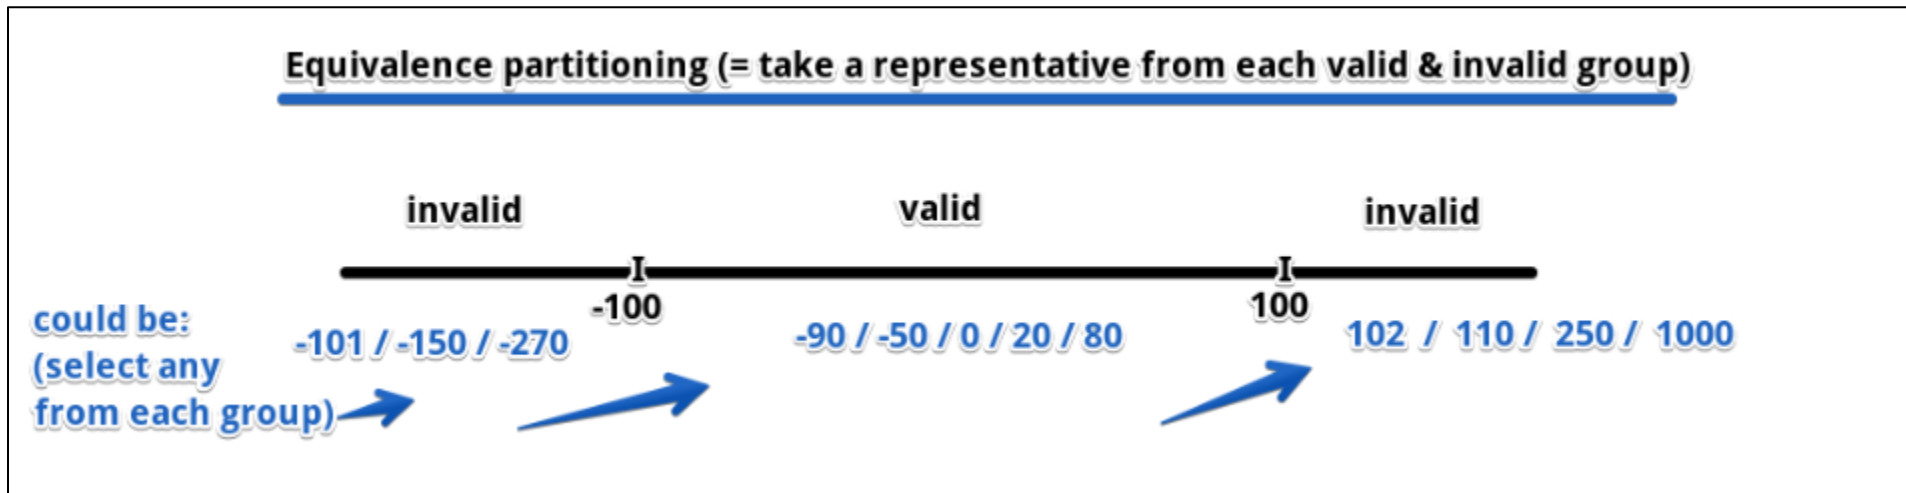 Equivalence partitioning (= take a representative from each valid & invalid group)
invalid
valid
invalid
I
I
-100
100
could be:
(select any
from each group)
-101 / -150 / -270
-90 / -50 / 0 / 20 / 80
102 / 110 / 250 / 1000